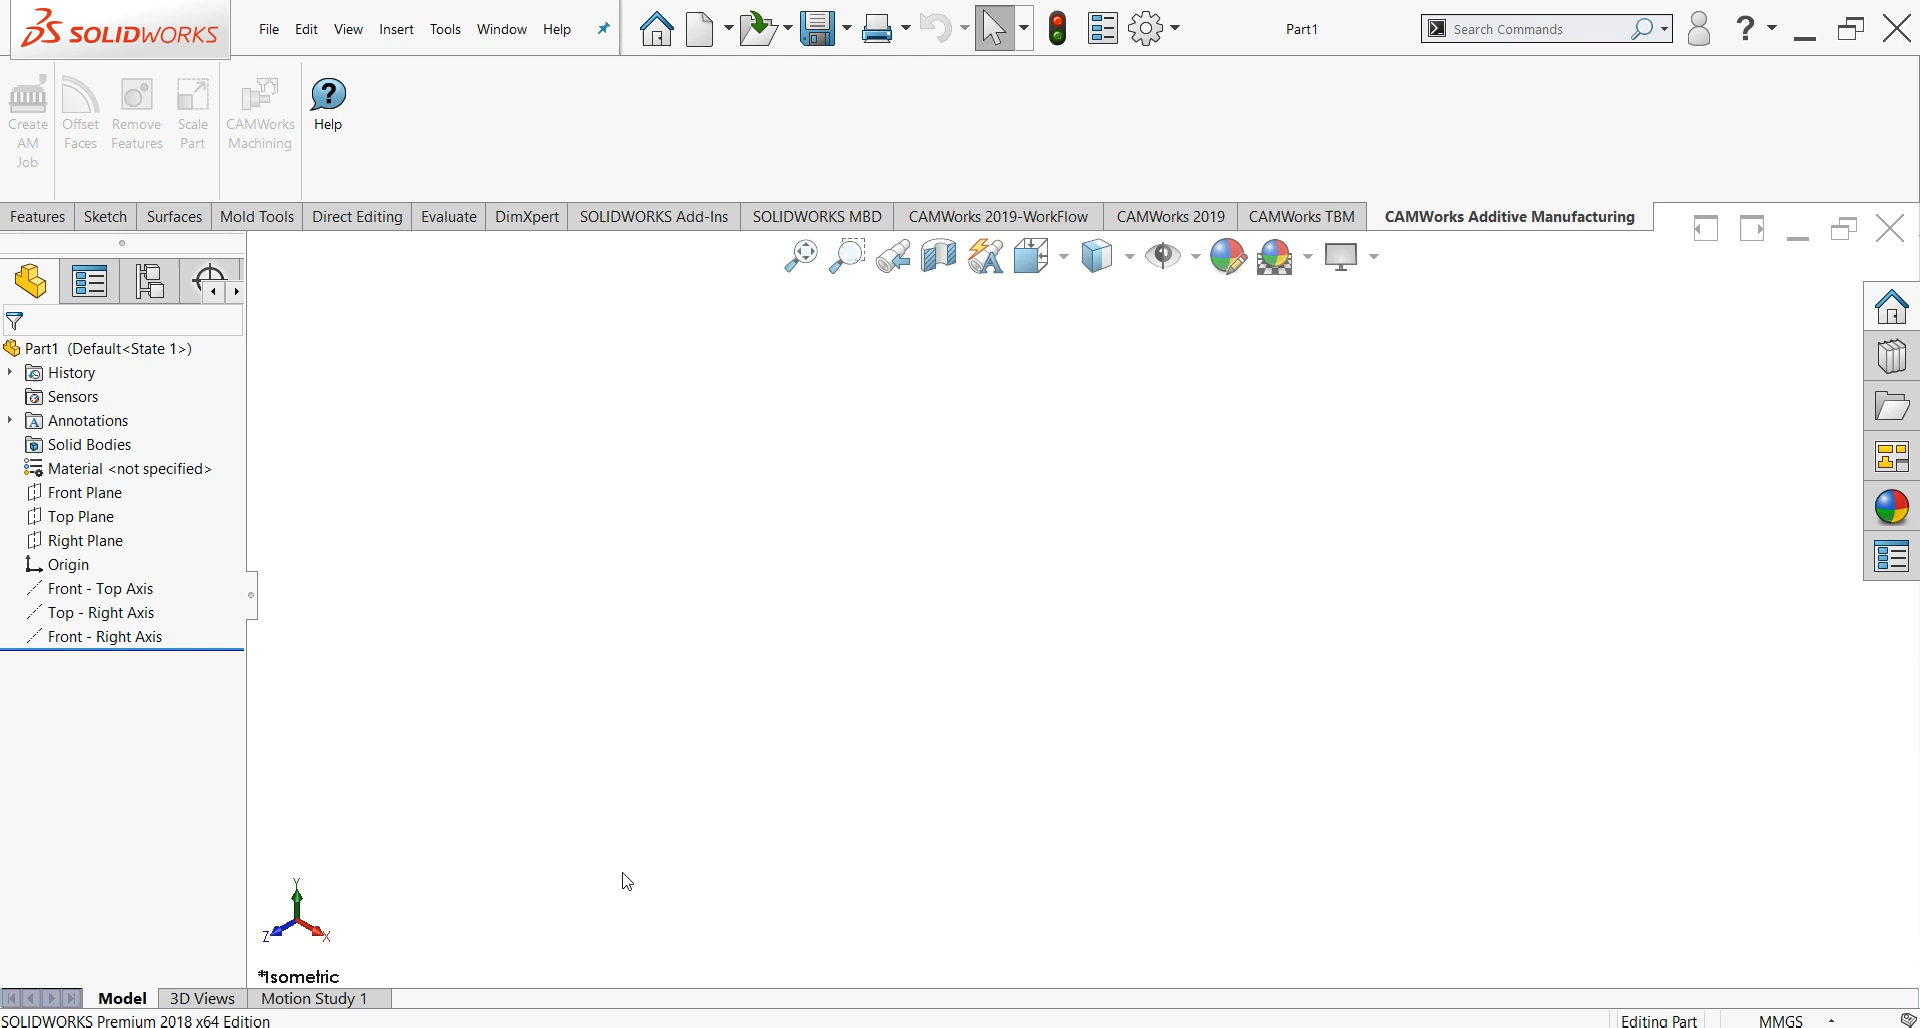 SOLIDWORKS
File Edit View Insert Tools Window Help
Part1
Search Commands
?
Create AM Job
Offset Faces
Remove Features
Scale Part
CAMWorks Machining
? Help
Features Sketch Surfaces Mold Tools Direct Editing Evaluate DimXpert SOLIDWORKS Add-Ins SOLIDWORKS MBD CAMWorks 2019-WorkFlow CAMWorks 2019 CAMWorks TBM CAMWorks Additive Manufacturing
Part1 (Default<State 1>)
History
Sensors
A Annotations
Solid Bodies
Material <not specified>
Front Plane
Top Plane
Right Plane
Origin
Front - Top Axis
Top - Right Axis
Front - Right Axis
Y
Z X
*Isometric
Model 3D Views Motion Study 1
SOLIDWORKS Premium 2018 x64 Edition Editing Part MMGS